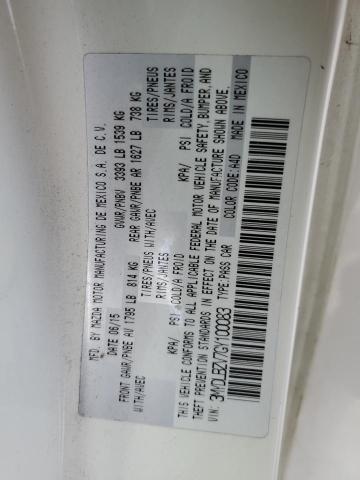 MFD. BY MAZDA MOTOR MANUFACTURING DE MEXICO S.A. DE C.V.
DATE 06/15 GVWR/PNBV 3393 LB 1539 KG
FRONT GAWR/PNBE AV 1795 LB 814 KG REAR GAWR/PNBE AR 1627 LB 738 KG
WITH/AVEC TIRES/PNEUS WITH/AVEC TIRES/PNEUS
RIMS/JANTES RIMS/JANTES
KPA/ PSI COLD/A FROID KPA/ PSI COLD/A FROID
THIS VEHICLE CONFORMS TO ALL APPLICABLE FEDERAL MOTOR VEHICLE SAFETY, BUMPER, AND
THEFT PREVENTION STANDARDS IN EFFECT ON THE DATE OF MANUFACTURE SHOWN ABOVE.
VIN: TYPE:PASS CAR COLOR:A4D MADE IN MEXICO